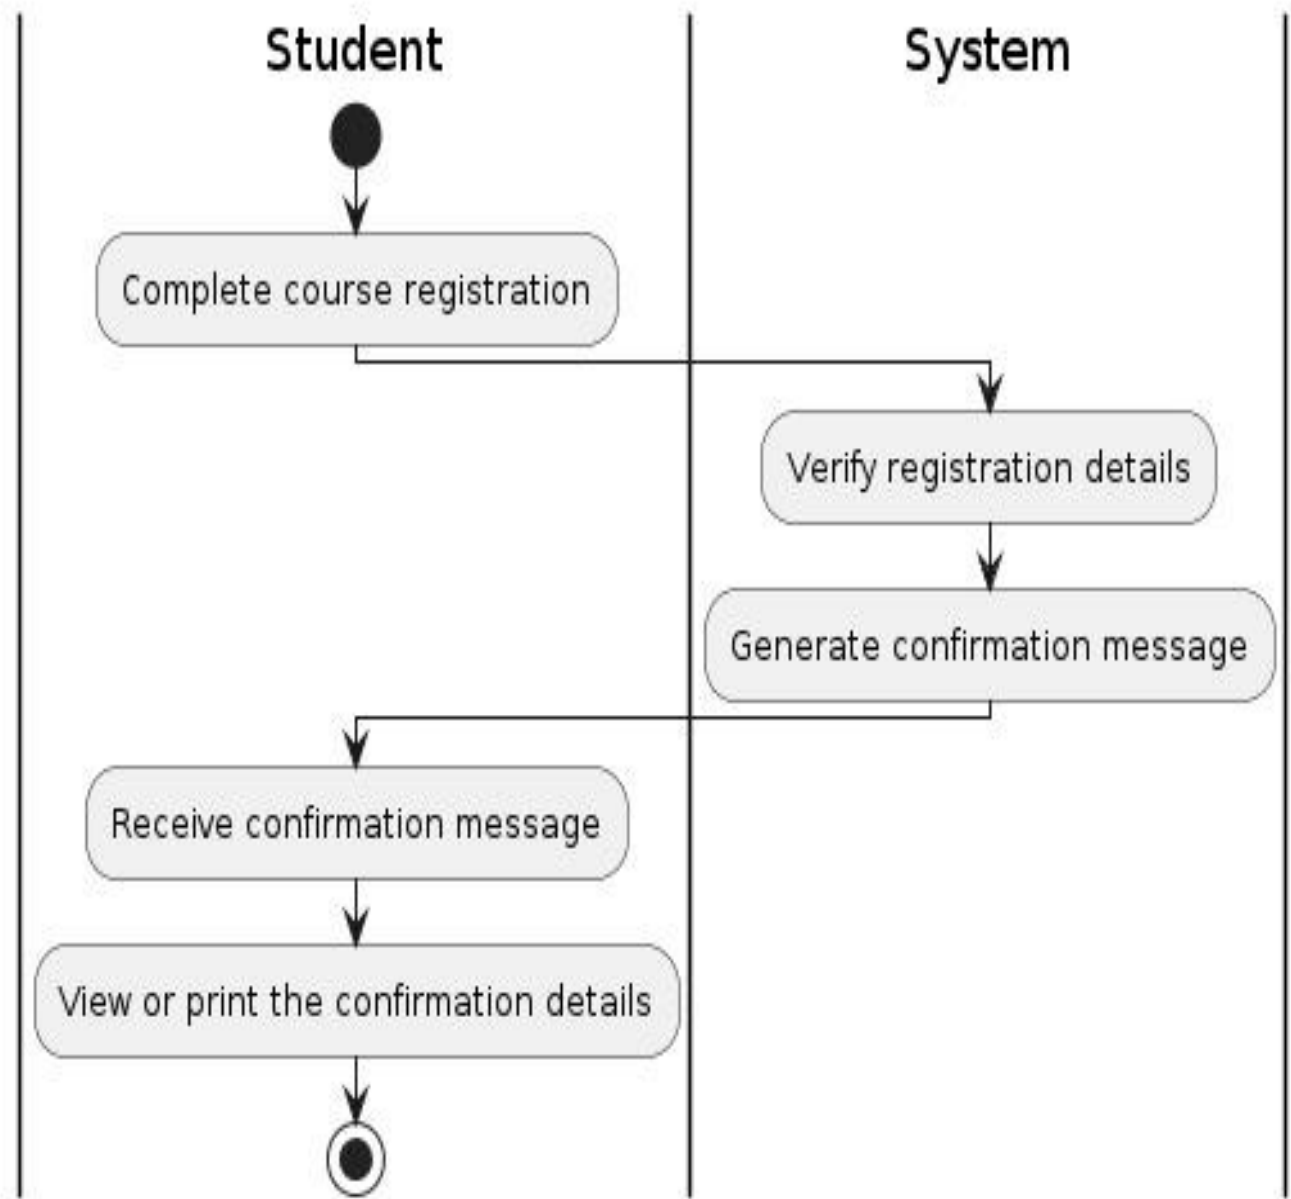 Student
System
Complete course registration
Verify registration details
Generate confirmation message
Receive confirmation message
View or print the confirmation details